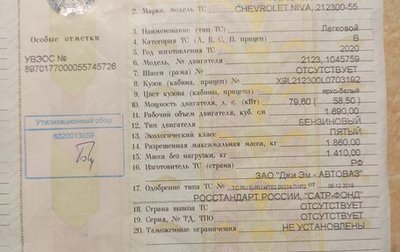 2. Марка, модель ТС CHEVROLET NIVA, 212300-55
3. Наименование (тип ТС) Легковой
Особые отметки
4. Категория ТС (А, В, С, D, прицеп) В
5. Год изготовления ТС 2020
УВЭОС №
6. Модель, № двигателя 2123, 1045759
8970177000055745726
7. Шасси (рама) № ОТСУТСТВУЕТ
8. Кузов (кабина, прицеп) № X9L212300L0703192
9. Цвет кузова (кабины, прицепа) ярко-белый
10. Мощность двигателя, л. с. (кВт) 79,60 ( 58,50 )
11. Рабочий объем двигателя, куб. см 1 690,00
Утилизационный сбор
12. Тип двигателя БЕНЗИНОВЫЙ
6320013559
13. Экологический класс ПЯТЫЙ
14. Разрешенная максимальная масса, кг 1 860,00
15. Масса без нагрузки, кг 1 410,00
16. Изготовитель ТС (страна) РФ
ЗАО "Джи Эм - АВТОВАЗ"
17. Одобрение типа ТС № от 06.12.2019
РОССТАНДАРТ РОССИИ, "САТР-ФОНД"
18. Страна вывоза ТС ОТСУТСТВУЕТ
19. Серия, № ТД, ТПО ОТСУТСТВУЕТ
20. Таможенные ограничения НЕ УСТАНОВЛЕНЫ